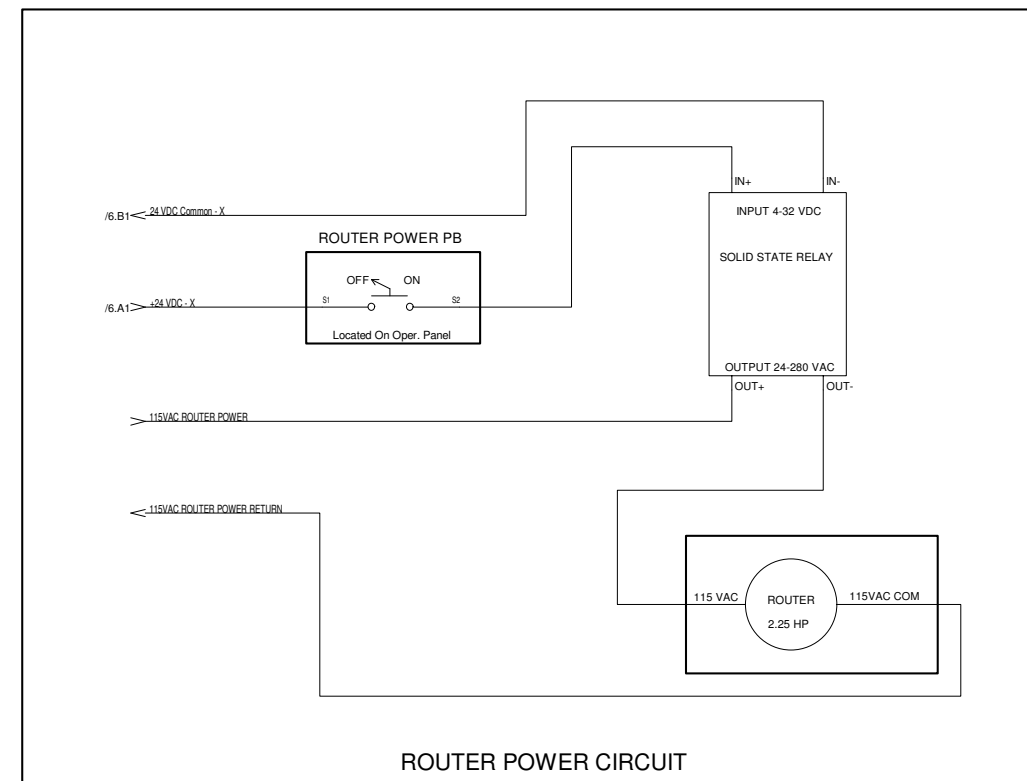 IN+
IN-
/6.B1
24 VDC Common - X
INPUT 4-32 VDC
ROUTER POWER PB
SOLID STATE RELAY
OFF
ON
/6.A1
+24 VDC - X
S1
S2
Located On Oper. Panel
OUTPUT 24-280 VAC
OUT+
OUT-
115VAC ROUTER POWER
115VAC ROUTER POWER RETURN
115 VAC
ROUTER
115VAC COM
2.25 HP
ROUTER POWER CIRCUIT